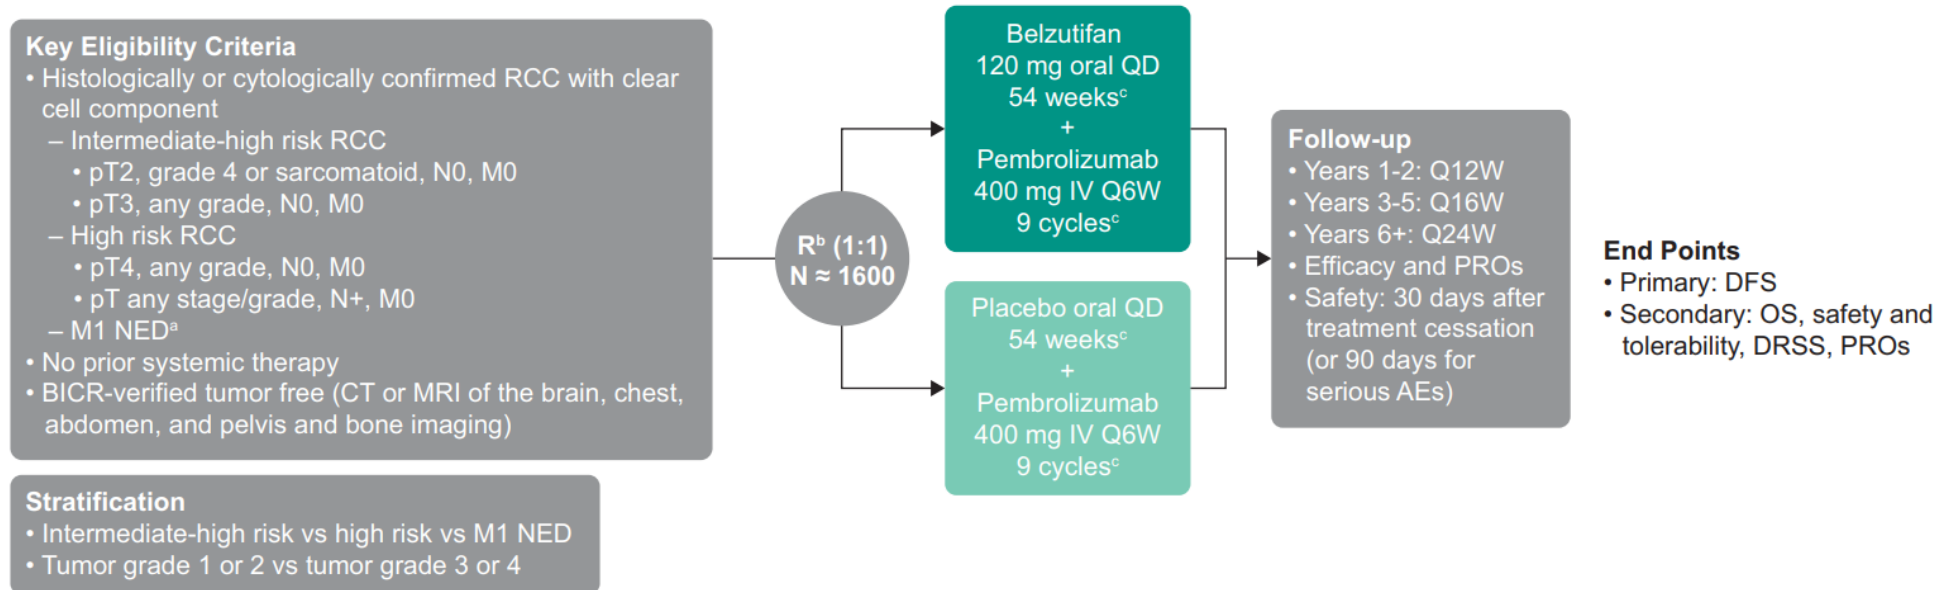 Key Eligibility Criteria
• Histologically or cytologically confirmed RCC with clear
cell component
– Intermediate-high risk RCC
• pT2, grade 4 or sarcomatoid, N0, M0
• pT3, any grade, N0, M0
– High risk RCC
• pT4, any grade, N0, M0
• pT any stage/grade, N+, M0
– M1 NEDᵃ
• No prior systemic therapy
• BICR-verified tumor free (CT or MRI of the brain, chest,
abdomen, and pelvis and bone imaging)
Stratification
• Intermediate-high risk vs high risk vs M1 NED
• Tumor grade 1 or 2 vs tumor grade 3 or 4
Rᵇ (1:1)
N ≈ 1600
Belzutifan
120 mg oral QD
54 weeksᶜ
+
Pembrolizumab
400 mg IV Q6W
9 cyclesᶜ
Placebo oral QD
54 weeksᶜ
+
Pembrolizumab
400 mg IV Q6W
9 cyclesᶜ
Follow-up
• Years 1-2: Q12W
• Years 3-5: Q16W
• Years 6+: Q24W
• Efficacy and PROs
• Safety: 30 days after
treatment cessation
(or 90 days for
serious AEs)
End Points
• Primary: DFS
• Secondary: OS, safety and
tolerability, DRSS, PROs